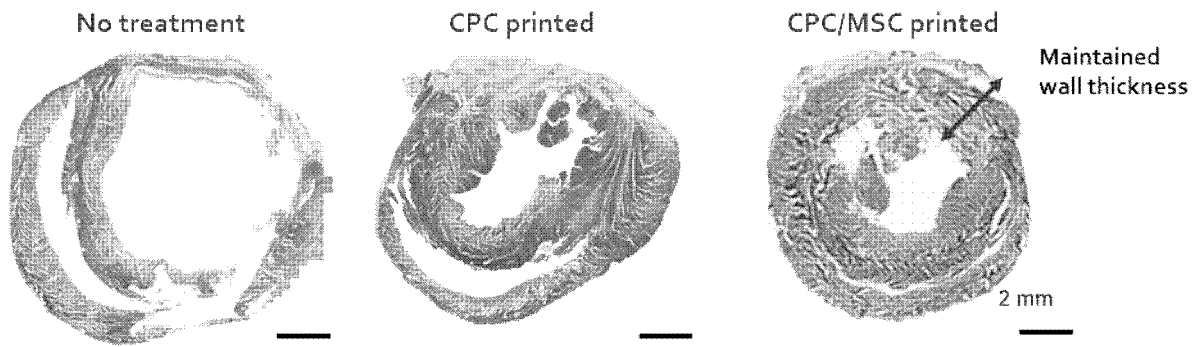 No treatment
CPC printed
CPC/MSC printed
Maintained
wall thickness
2 mm